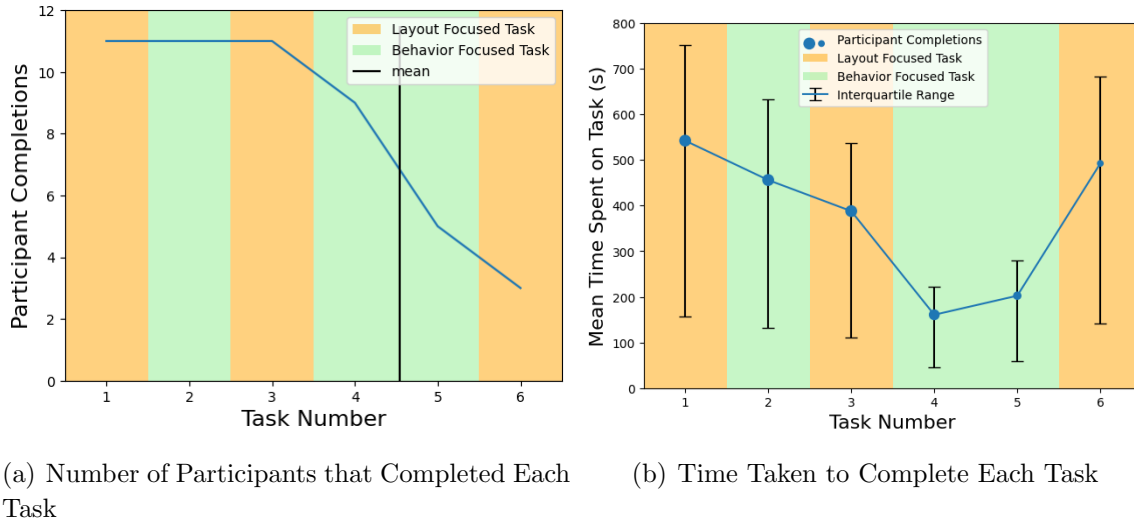 12
10
8
6
4
2
0
Participant Completions
Layout Focused Task
Behavior Focused Task
mean
1 2 3 4 5 6
Task Number
(a) Number of Participants that Completed Each
Task
800
700
600
500
400
300
200
100
0
Mean Time Spent on Task (s)
Participant Completions
Layout Focused Task
Behavior Focused Task
Interquartile Range
1 2 3 4 5 6
Task Number
(b) Time Taken to Complete Each Task